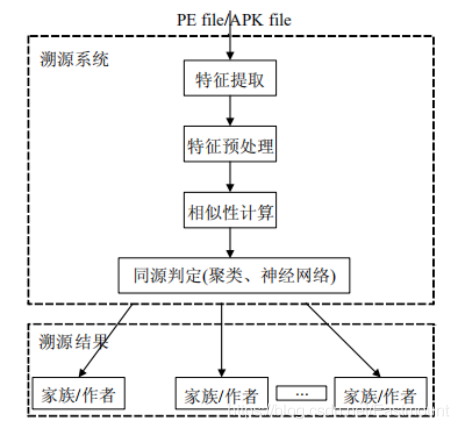 PE file/APK file
溯源系统
特征提取
特征预处理
相似性计算
同源判定(聚类、神经网络)
溯源结果
家族/作者
家族/作者
...
家族/作者